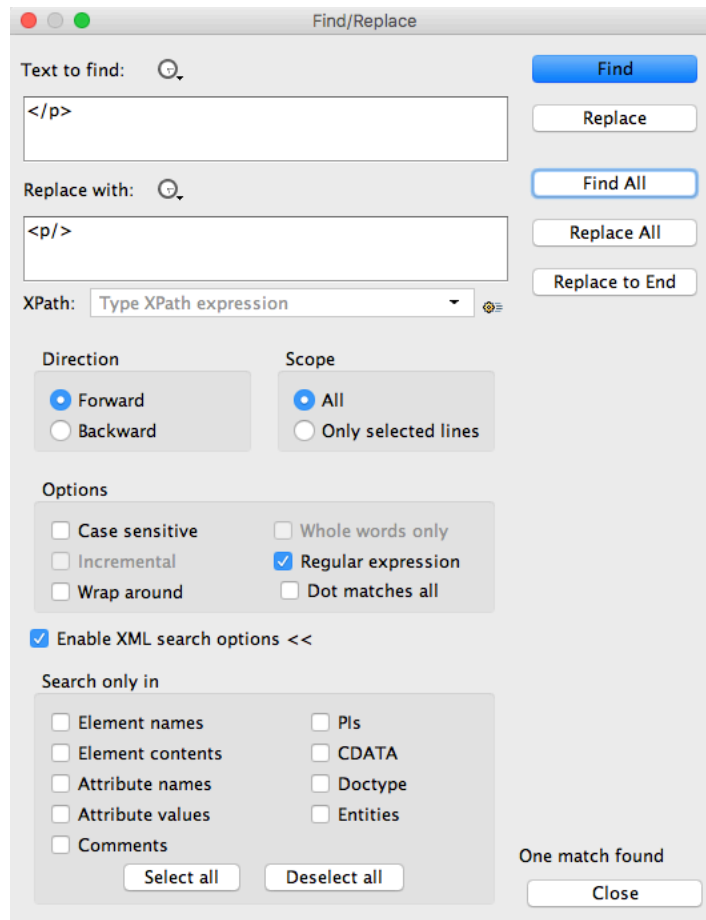 Find/Replace
Text to find:
Find
</p>
Replace
Replace with:
Find All
<p/>
Replace All
Replace to End
XPath: Type XPath expression
Direction Scope
Forward All
Backward Only selected lines
Options
Case sensitive Whole words only
Incremental Regular expression
Wrap around Dot matches all
Enable XML search options <<
Search only in
Element names PIs
Element contents CDATA
Attribute names Doctype
Attribute values Entities
Comments
One match found
Select all Deselect all
Close